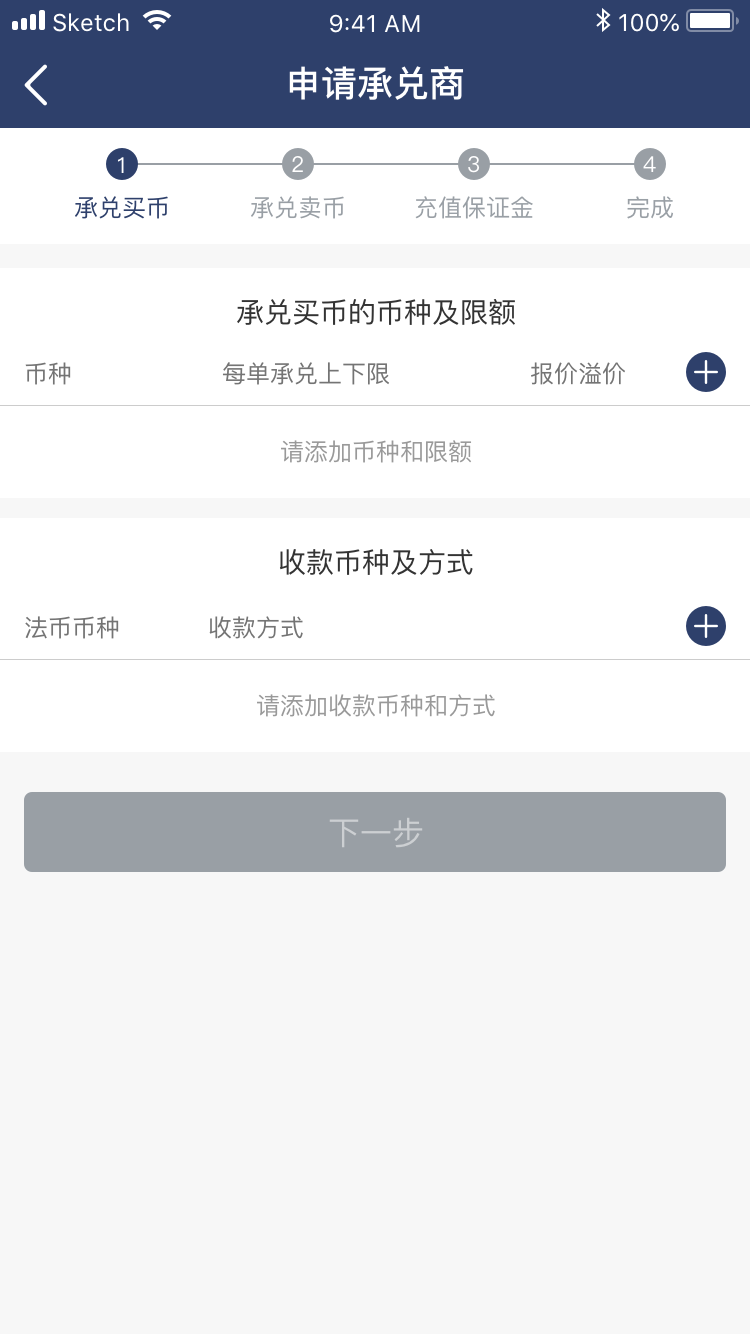 Sketch 9:41 AM 100%
申请承兑商
1 2 3 4
承兑买币 承兑卖币 充值保证金 完成
承兑买币的币种及限额
币种 每单承兑上下限 报价溢价
请添加币种和限额
收款币种及方式
法币币种 收款方式
请添加收款币种和方式
下一步